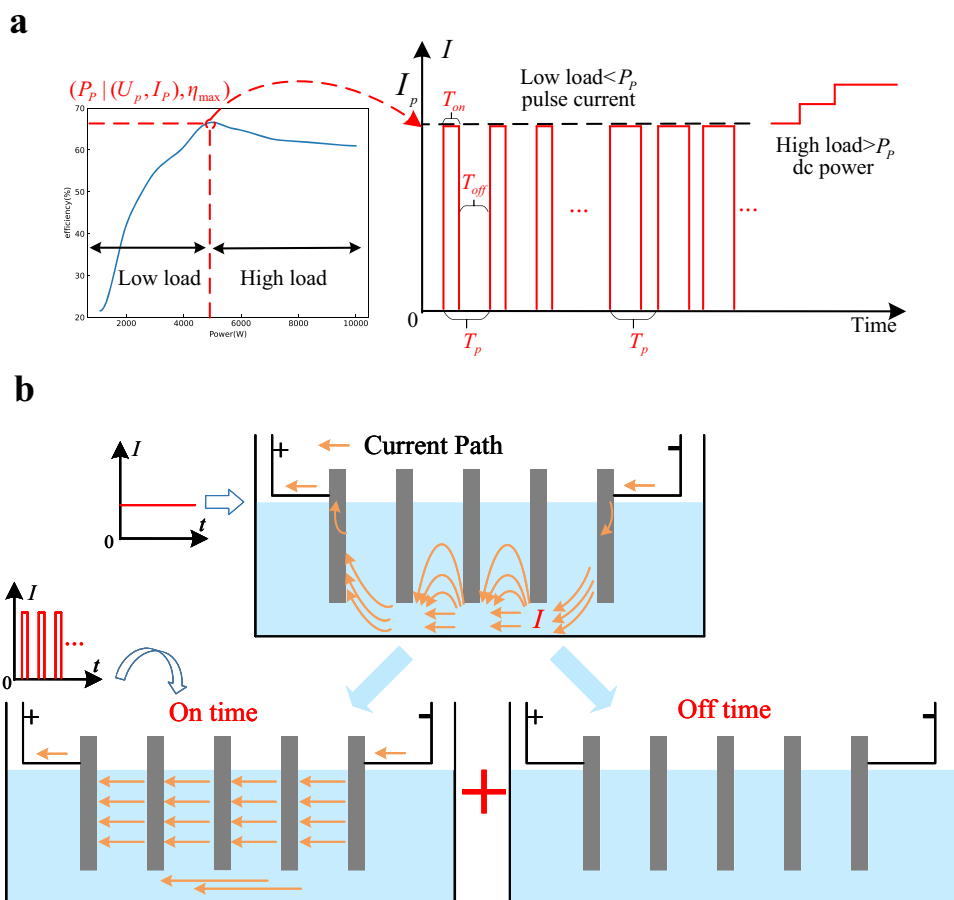 a
(P_P | (U_p, I_p), η_max)
70
60
50
40
30
20
efficiency(%)
Low load
High load
2000 4000 6000 8000 10000
Power(W)
I
I_p
T_on
T_off
Low load<P_P
pulse current
...
...
High load>P_P
dc power
0
Time
T_p
T_p
b
I
0
t
+
Current Path
-
I
I
0
t
...
On time
+
-
+
Off time
+
-